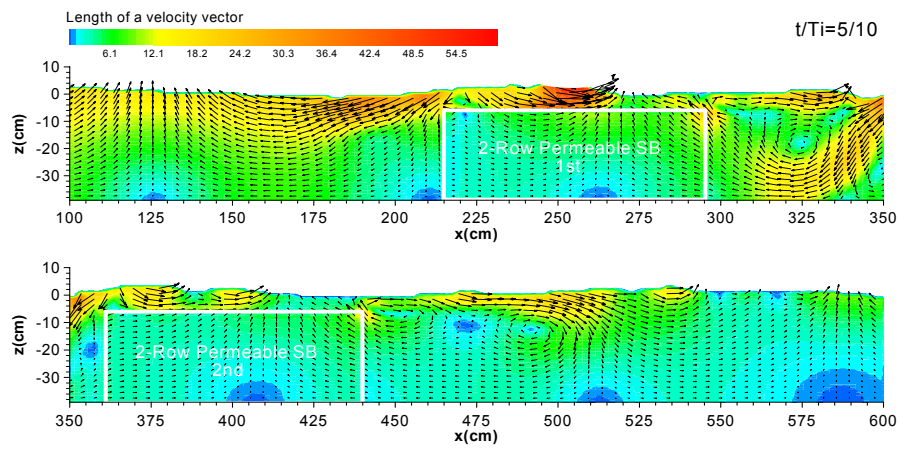 Length of a velocity vector
t/Ti=5/10
6.1 12.1 18.2 24.2 30.3 36.4 42.4 48.5 54.5
10
0
-10
-20
-30
z(cm)
2-Row Permeable SB
1st
100 125 150 175 200 225 250 275 300 325 350
x(cm)
10
0
-10
-20
-30
z(cm)
2-Row Permeable SB
2nd
350 375 400 425 450 475 500 525 550 575 600
x(cm)